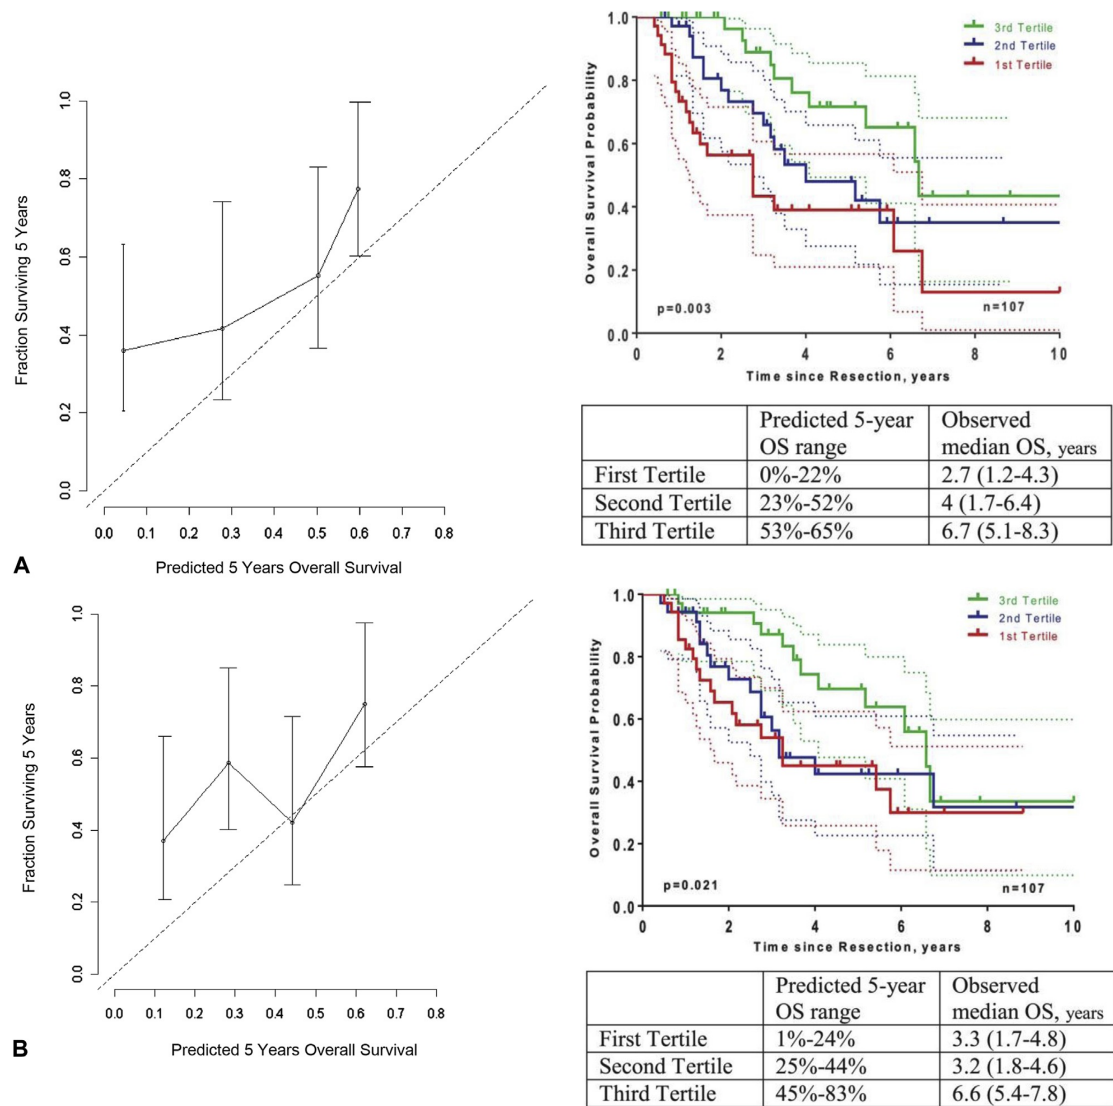 1.0
0.8
0.6
0.4
0.2
0.0
Fraction Surviving 5 Years
0.0 0.1 0.2 0.3 0.4 0.5 0.6 0.7 0.8
Predicted 5 Years Overall Survival
A
1.0
0.8
0.6
0.4
0.2
0.0
Overall Survival Probability
3rd Tertile
2nd Tertile
1st Tertile
p=0.003 n=107
0 2 4 6 8 10
Time since Resection, years
Predicted 5-year Observed
OS range median OS, years
First Tertile 0%-22% 2.7 (1.2-4.3)
Second Tertile 23%-52% 4 (1.7-6.4)
Third Tertile 53%-65% 6.7 (5.1-8.3)
1.0
0.8
0.6
0.4
0.2
0.0
Fraction Surviving 5 Years
0.0 0.1 0.2 0.3 0.4 0.5 0.6 0.7 0.8
Predicted 5 Years Overall Survival
B
1.0
0.8
0.6
0.4
0.2
0.0
Overall Survival Probability
3rd Tertile
2nd Tertile
1st Tertile
p=0.021 n=107
0 2 4 6 8 10
Time since Resection, years
Predicted 5-year Observed
OS range median OS, years
First Tertile 1%-24% 3.3 (1.7-4.8)
Second Tertile 25%-44% 3.2 (1.8-4.6)
Third Tertile 45%-83% 6.6 (5.4-7.8)